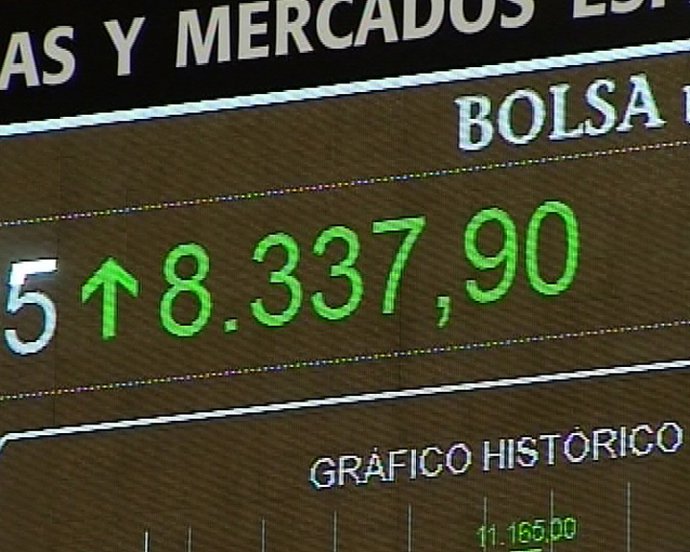 AS Y MERCADOS
BOLSA
5 ↑ 8.337,90
GRÁFICO HISTÓRICO
11.165,00